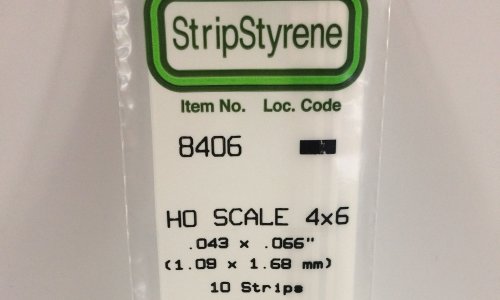 StripStyrene
Item No. Loc. Code
8406
HO SCALE 4x6
.043 x .066"
(1.09 x 1.68 mm)
10 Strips